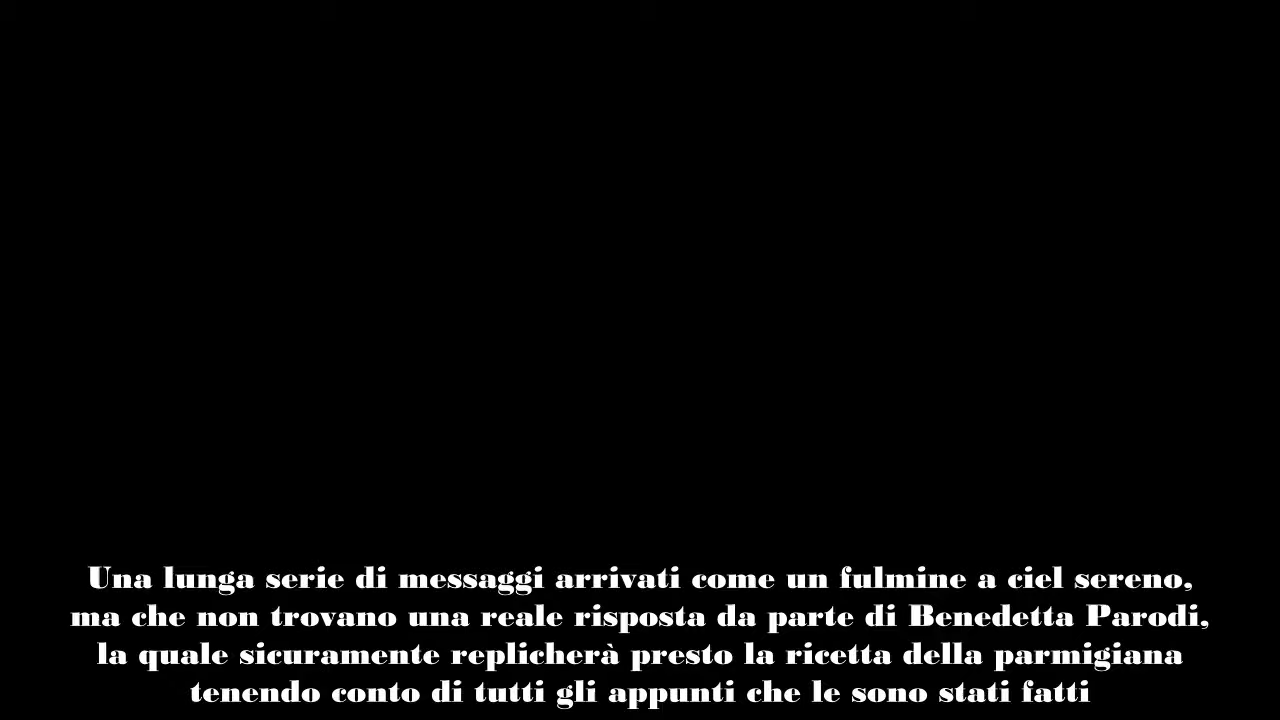 Una lunga serie di messaggi arrivati come un fulmine a ciel sereno,
ma che non trovano una reale risposta da parte di Benedetta Parodi,
la quale sicuramente replicherà presto la ricetta della parmigiana
tenendo conto di tutti gli appunti che le sono stati fatti